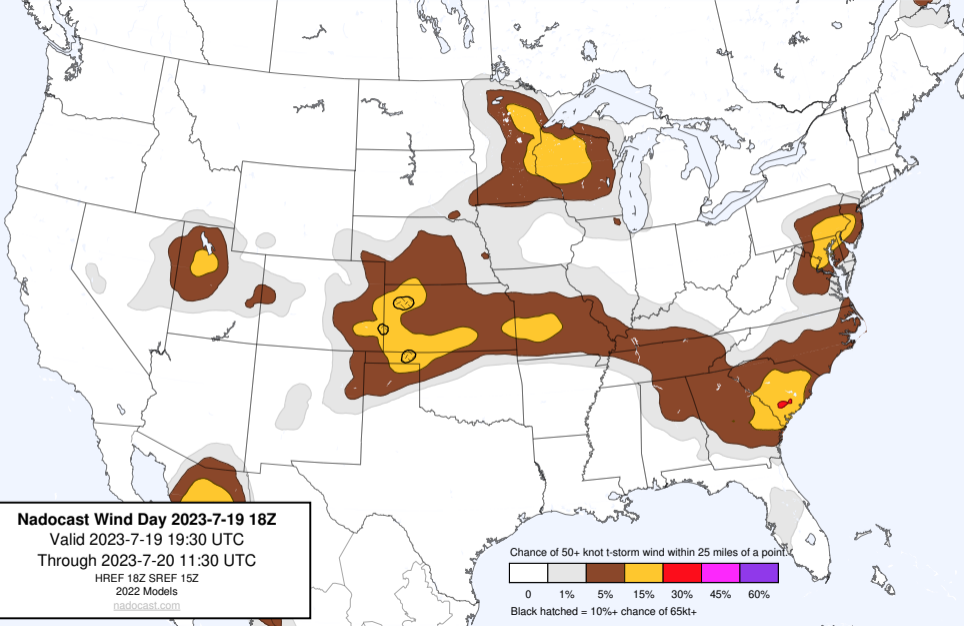 Nadocast Wind Day 2023-7-19 18Z
Valid 2023-7-19 19:30 UTC
Through 2023-7-20 11:30 UTC
HREF 18Z SREF 15Z
2022 Models
nadocast.com
Chance of 50+ knot t-storm wind within 25 miles of a point.
0 1% 5% 15% 30% 45% 60%
Black hatched = 10%+ chance of 65kt+